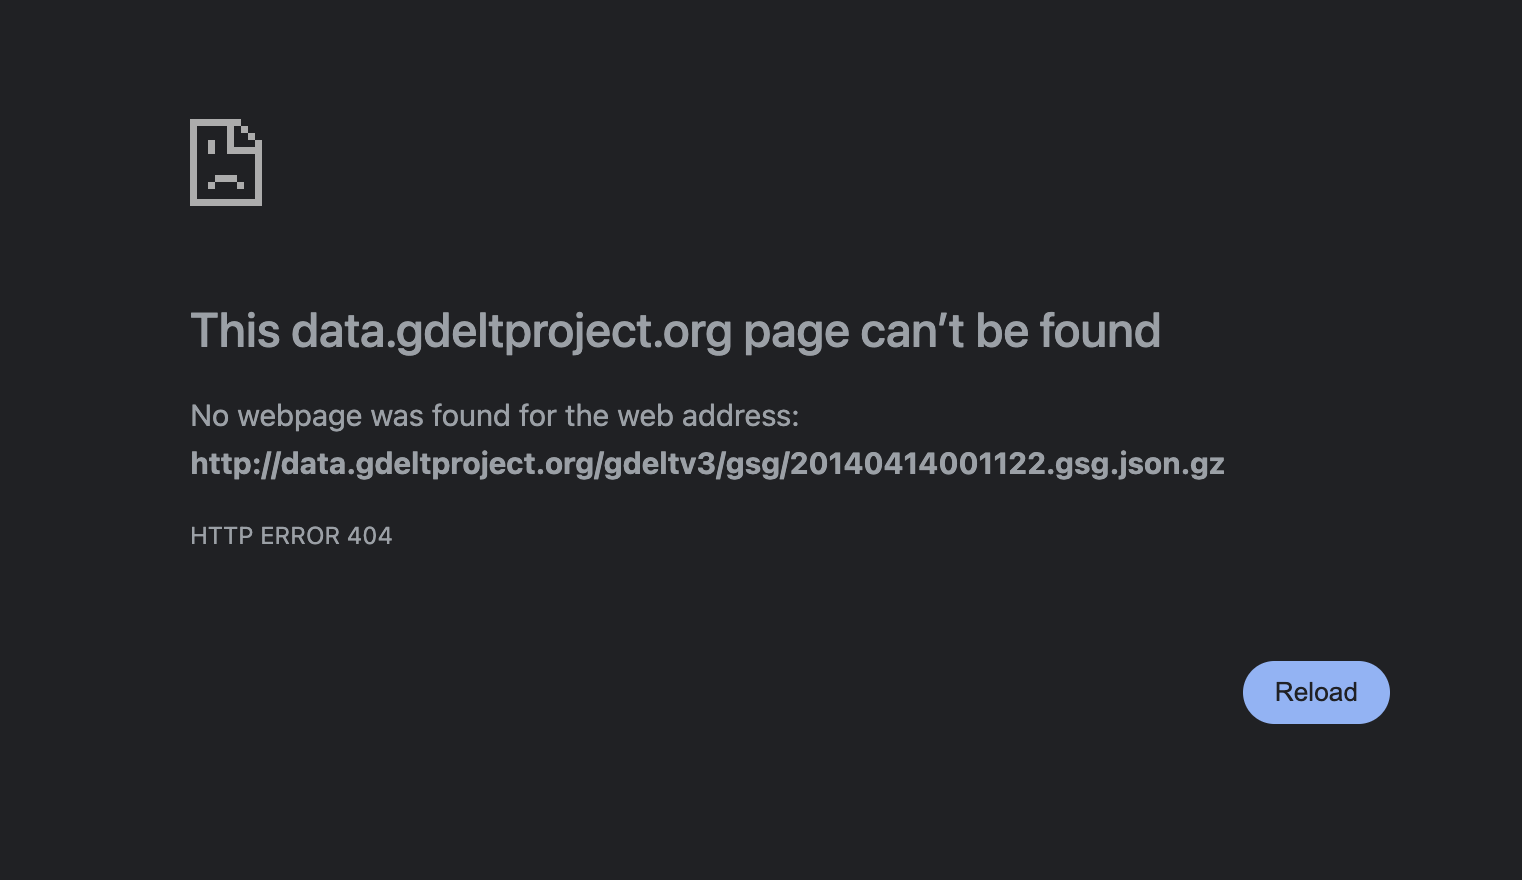 This data.gdeltproject.org page can’t be found
No webpage was found for the web address:
http://data.gdeltproject.org/gdeltv3/gsg/20140414001122.gsg.json.gz
HTTP ERROR 404
Reload